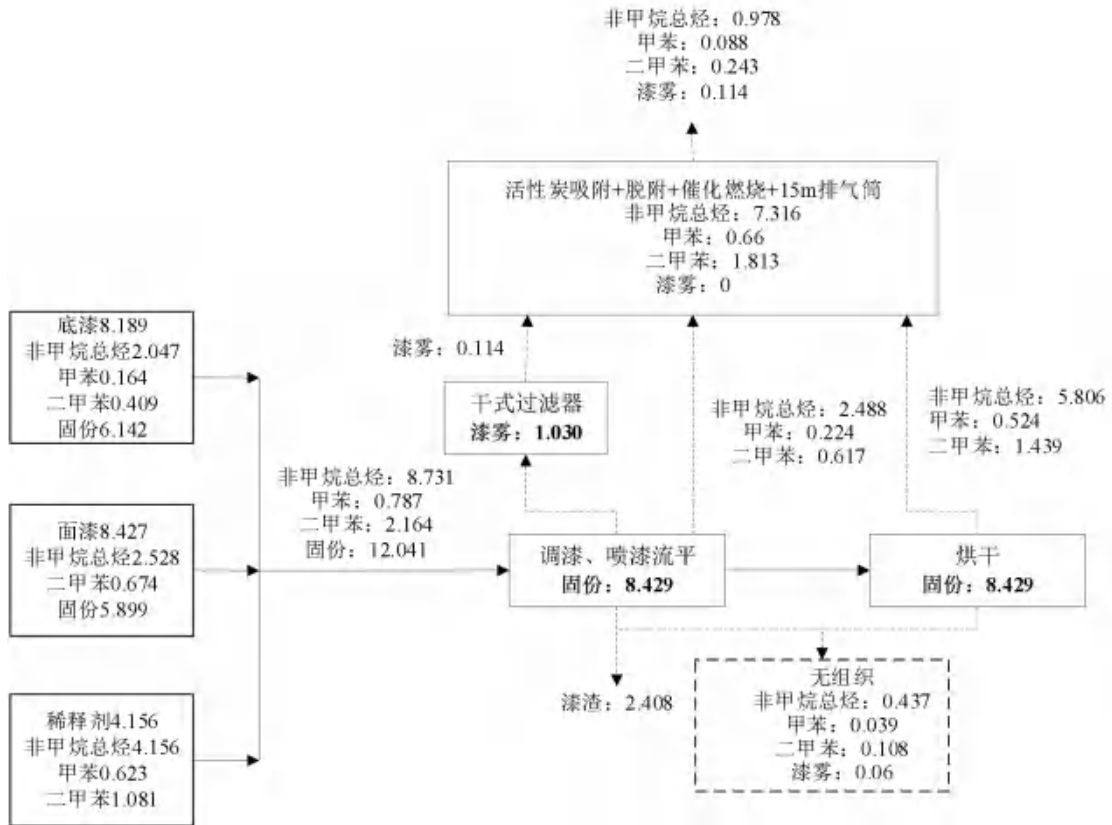 非甲烷总烃：0.978
甲苯：0.088
二甲苯：0.243
漆雾：0.114
活性炭吸附+脱附+催化燃烧+15m排气筒
非甲烷总烃：7.316
甲苯：0.66
二甲苯：1.813
漆雾：0
底漆8.189
非甲烷总烃2.047
甲苯0.164
二甲苯0.409
固份6.142
漆雾：0.114
干式过滤器
漆雾：1.030
非甲烷总烃：2.488
甲苯：0.224
二甲苯：0.617
非甲烷总烃：5.806
甲苯：0.524
二甲苯：1.439
面漆8.427
非甲烷总烃2.528
二甲苯0.674
固份5.899
非甲烷总烃：8.731
甲苯：0.787
二甲苯：2.164
固份：12.041
调漆、喷漆流平
固份：8.429
烘干
固份：8.429
稀释剂4.156
非甲烷总烃4.156
甲苯0.623
二甲苯1.081
漆渣：2.408
无组织
非甲烷总烃：0.437
甲苯：0.039
二甲苯：0.108
漆雾：0.06